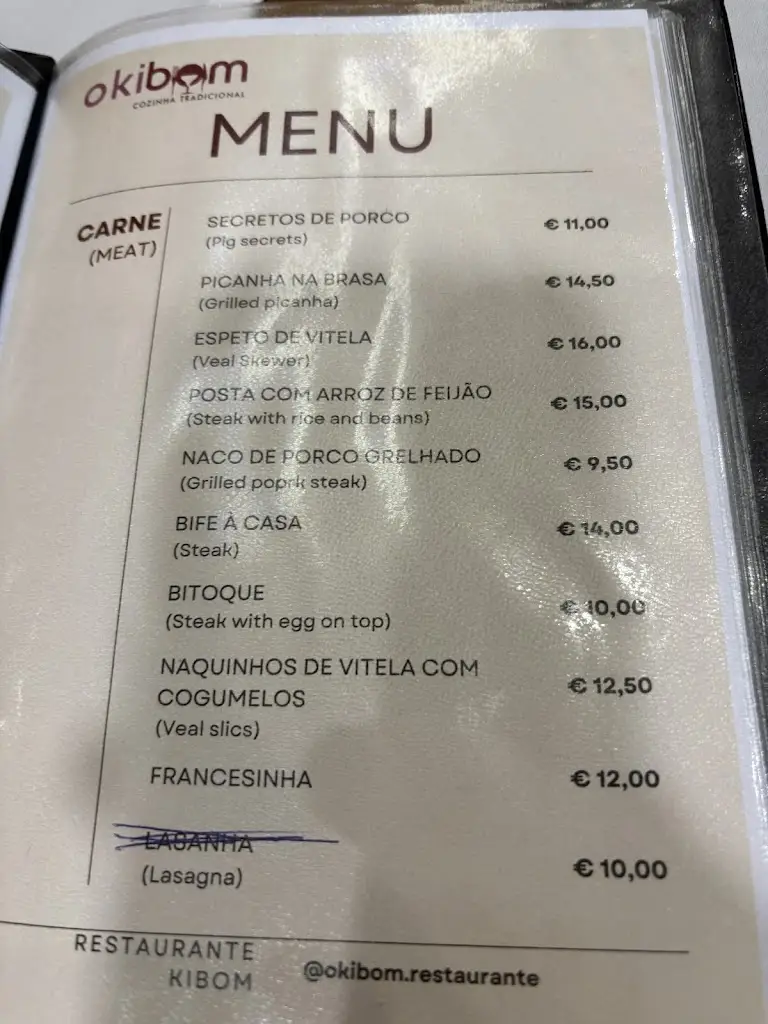 okibom
COZINHA TRADICIONAL
MENU
CARNE
(MEAT)
SECRETOS DE PORCO € 11,00
(Pig secrets)
PICANHA NA BRASA € 14,50
(Grilled picanha)
ESPETO DE VITELA € 16,00
(Veal Skewer)
POSTA COM ARROZ DE FEIJÃO € 15,00
(Steak with rice and beans)
NACO DE PORCO GRELHADO € 9,50
(Grilled poprk steak)
BIFE À CASA € 14,00
(Steak)
BITOQUE € 10,00
(Steak with egg on top)
NAQUINHOS DE VITELA COM
COGUMELOS € 12,50
(Veal slics)
FRANCESINHA € 12,00
LASANHA
(Lasagna) € 10,00
RESTAURANTE
KIBOM
@okibom.restaurante